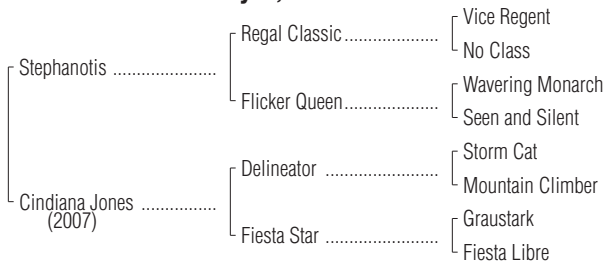 Vice Regent
Regal Classic....................
No Class
Stephanotis ......................
Wavering Monarch
Flicker Queen....................
Seen and Silent
Storm Cat
Delineator ........................
Mountain Climber
Cindiana Jones ................
(2007)
Graustark
Fiesta Star ........................
Fiesta Libre